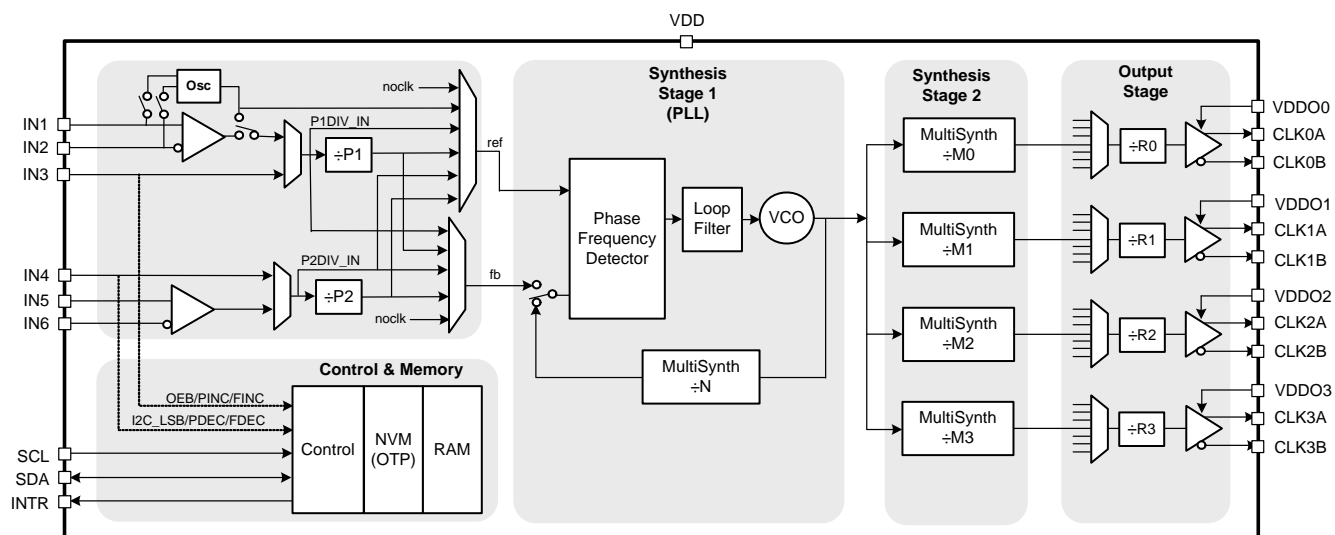 VDD
Synthesis
Stage 1
(PLL)
Synthesis
Stage 2
Output
Stage
Osc
noclk
IN1
IN2
IN3
P1DIV_IN
÷P1
ref
IN4
IN5
IN6
P2DIV_IN
÷P2
noclk
fb
Phase
Frequency
Detector
Loop
Filter
VCO
MultiSynth
÷N
MultiSynth
÷M0
MultiSynth
÷M1
MultiSynth
÷M2
MultiSynth
÷M3
÷R0
÷R1
÷R2
÷R3
VDDO0
CLK0A
CLK0B
VDDO1
CLK1A
CLK1B
VDDO2
CLK2A
CLK2B
VDDO3
CLK3A
CLK3B
Control & Memory
OEB/PINC/FINC
I2C_LSB/PDEC/FDEC
Control
NVM
(OTP)
RAM
SCL
SDA
INTR